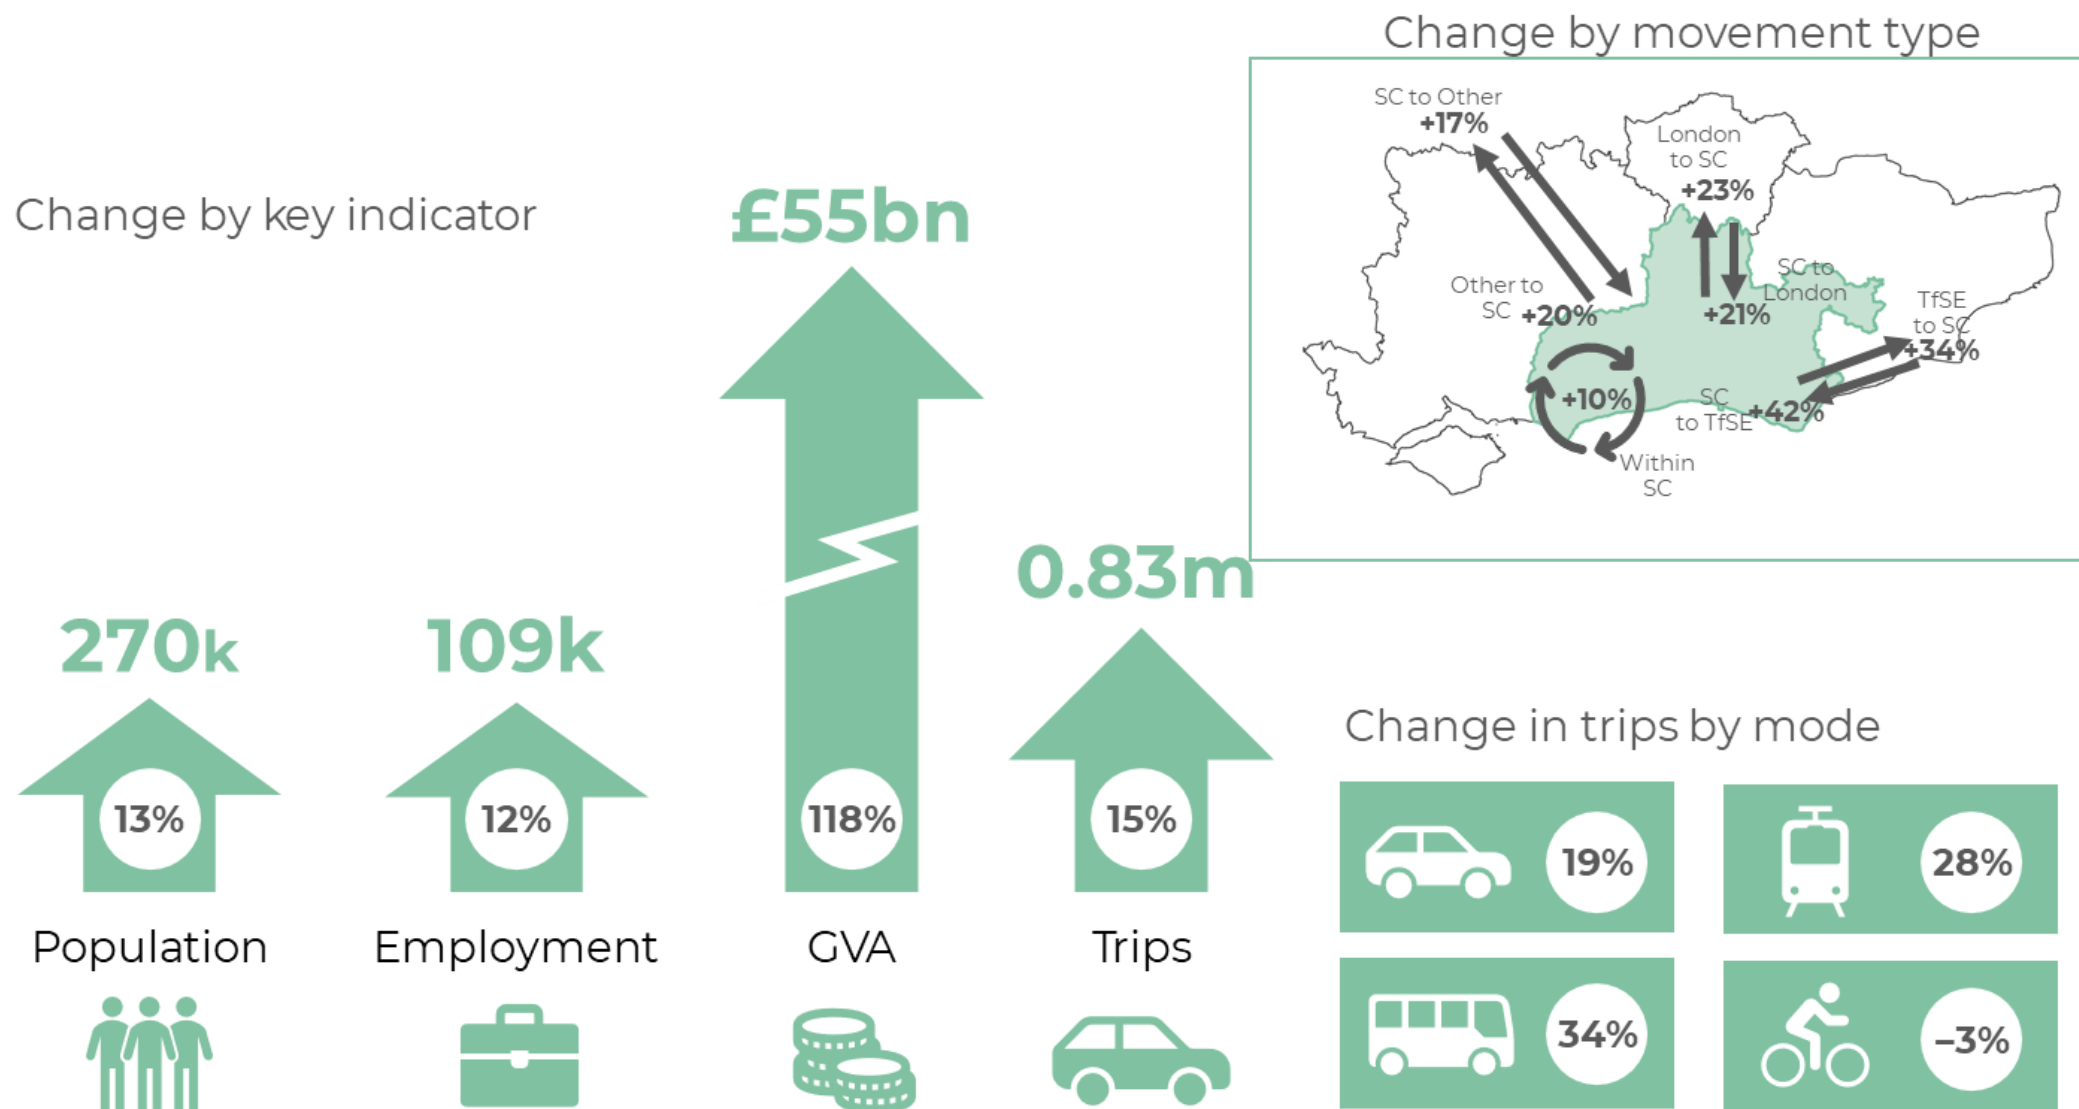 Change by movement type
SC to Other
+17%
London
to SC
+23%
Other to
SC +20%
SC to
London
+21%
TfSE
to SC
+34%
+10%
SC
to TfSE
+42%
Within
SC
Change by key indicator
£55bn
0.83m
270k
109k
13%
12%
118%
15%
Population
Employment
GVA
Trips
Change in trips by mode
19%
28%
34%
–3%